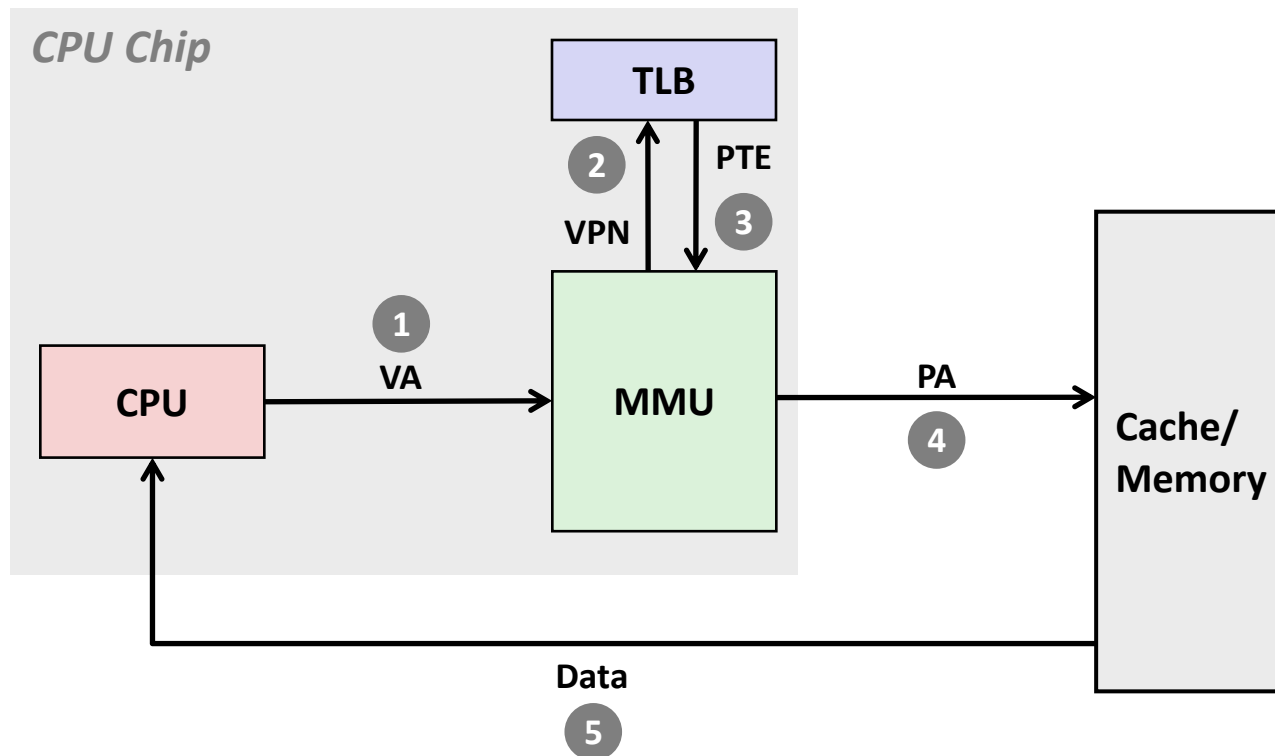 CPU Chip
TLB
2
PTE
VPN
3
1
VA
CPU
MMU
PA
4
Cache/
Memory
Data
5